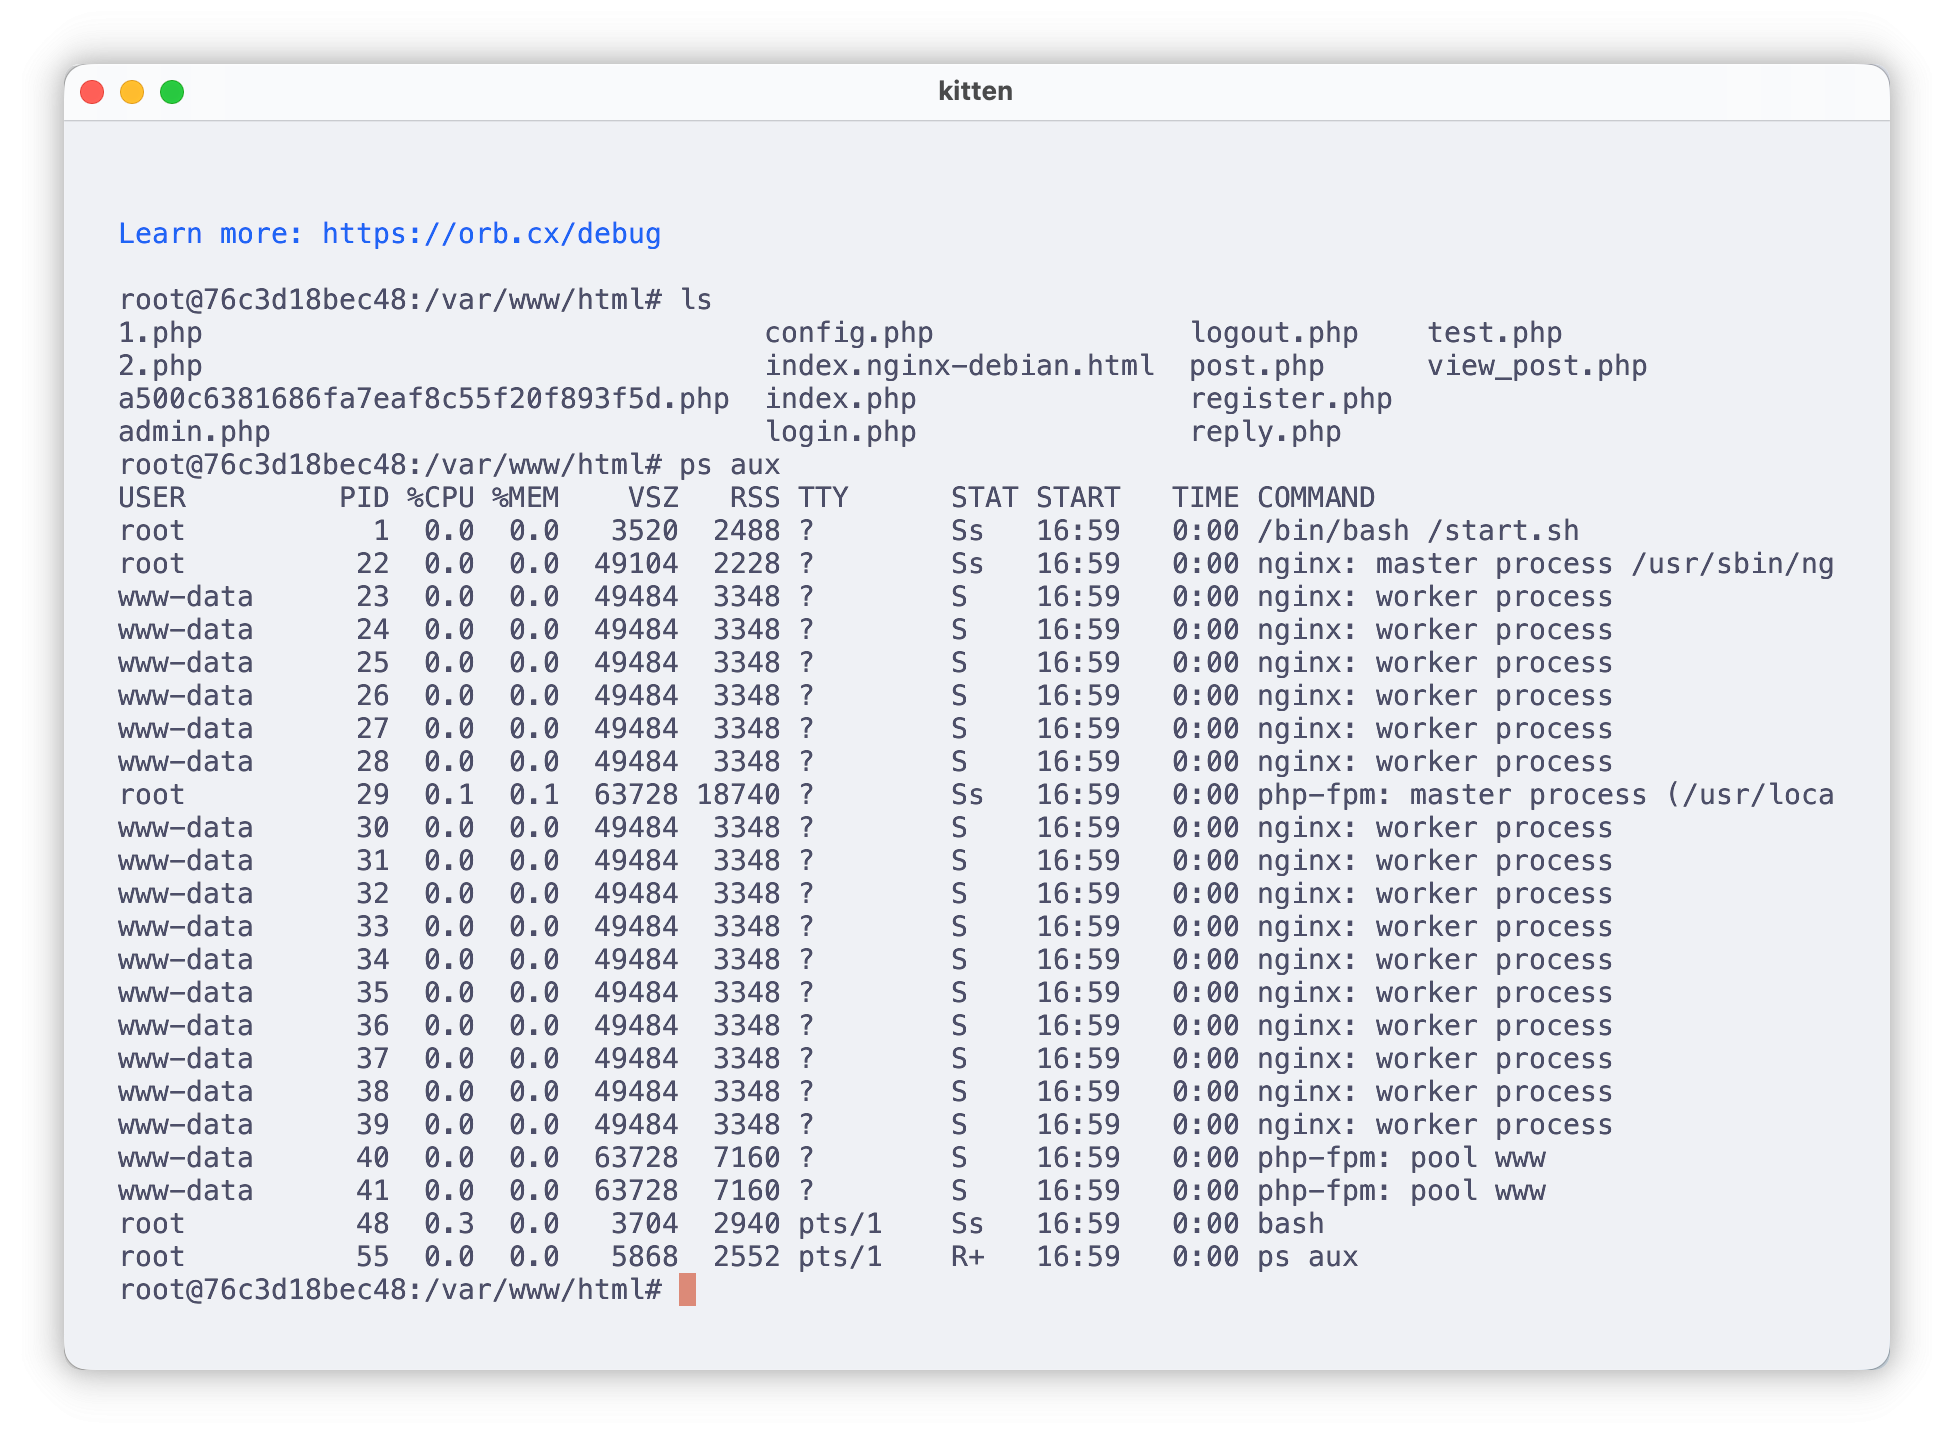 kitten
Learn more: https://orb.cx/debug
root@76c3d18bec48:/var/www/html# ls
1.php                                 config.php               logout.php    test.php
2.php                                 index.nginx-debian.html  post.php      view_post.php
a500c6381686fa7eaf8c55f20f893f5d.php  index.php                register.php
admin.php                             login.php                reply.php
root@76c3d18bec48:/var/www/html# ps aux
USER         PID %CPU %MEM    VSZ   RSS TTY      STAT START   TIME COMMAND
root           1  0.0  0.0   3520  2488 ?        Ss   16:59   0:00 /bin/bash /start.sh
root          22  0.0  0.0  49104  2228 ?        Ss   16:59   0:00 nginx: master process /usr/sbin/ng
www-data      23  0.0  0.0  49484  3348 ?        S    16:59   0:00 nginx: worker process
www-data      24  0.0  0.0  49484  3348 ?        S    16:59   0:00 nginx: worker process
www-data      25  0.0  0.0  49484  3348 ?        S    16:59   0:00 nginx: worker process
www-data      26  0.0  0.0  49484  3348 ?        S    16:59   0:00 nginx: worker process
www-data      27  0.0  0.0  49484  3348 ?        S    16:59   0:00 nginx: worker process
www-data      28  0.0  0.0  49484  3348 ?        S    16:59   0:00 nginx: worker process
root          29  0.1  0.1  63728 18740 ?        Ss   16:59   0:00 php-fpm: master process (/usr/loca
www-data      30  0.0  0.0  49484  3348 ?        S    16:59   0:00 nginx: worker process
www-data      31  0.0  0.0  49484  3348 ?        S    16:59   0:00 nginx: worker process
www-data      32  0.0  0.0  49484  3348 ?        S    16:59   0:00 nginx: worker process
www-data      33  0.0  0.0  49484  3348 ?        S    16:59   0:00 nginx: worker process
www-data      34  0.0  0.0  49484  3348 ?        S    16:59   0:00 nginx: worker process
www-data      35  0.0  0.0  49484  3348 ?        S    16:59   0:00 nginx: worker process
www-data      36  0.0  0.0  49484  3348 ?        S    16:59   0:00 nginx: worker process
www-data      37  0.0  0.0  49484  3348 ?        S    16:59   0:00 nginx: worker process
www-data      38  0.0  0.0  49484  3348 ?        S    16:59   0:00 nginx: worker process
www-data      39  0.0  0.0  49484  3348 ?        S    16:59   0:00 nginx: worker process
www-data      40  0.0  0.0  63728  7160 ?        S    16:59   0:00 php-fpm: pool www
www-data      41  0.0  0.0  63728  7160 ?        S    16:59   0:00 php-fpm: pool www
root          48  0.3  0.0   3704  2940 pts/1    Ss   16:59   0:00 bash
root          55  0.0  0.0   5868  2552 pts/1    R+   16:59   0:00 ps aux
root@76c3d18bec48:/var/www/html#